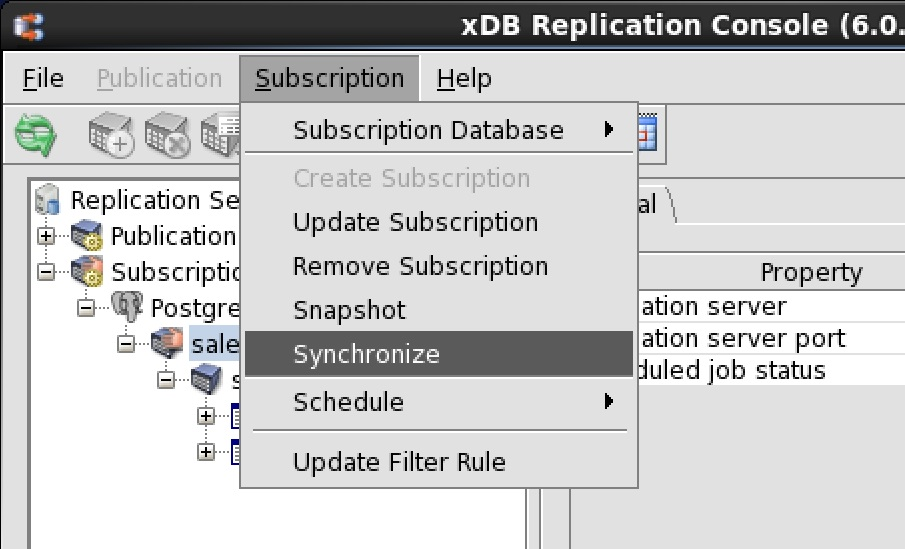 xDB Replication Console (6.0.
File Publication Subscription Help
Subscription Database
Create Subscription
Update Subscription
Remove Subscription
Snapshot
Synchronize
Schedule
Update Filter Rule
Replication Se
Publication
Subscriptio
Postgre
sale
s
al
Property
ation server
ation server port
duled job status